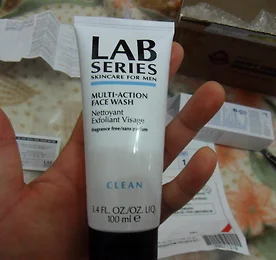 LAB
SERIES
SKINCARE FOR MEN
MULTI-ACTION
FACE WASH
Nettoyant
Exfoliant Visage
fragrance free/sans parfum
CLEAN
3.4 FL. OZ./OZ. LIQ.
100 ml e